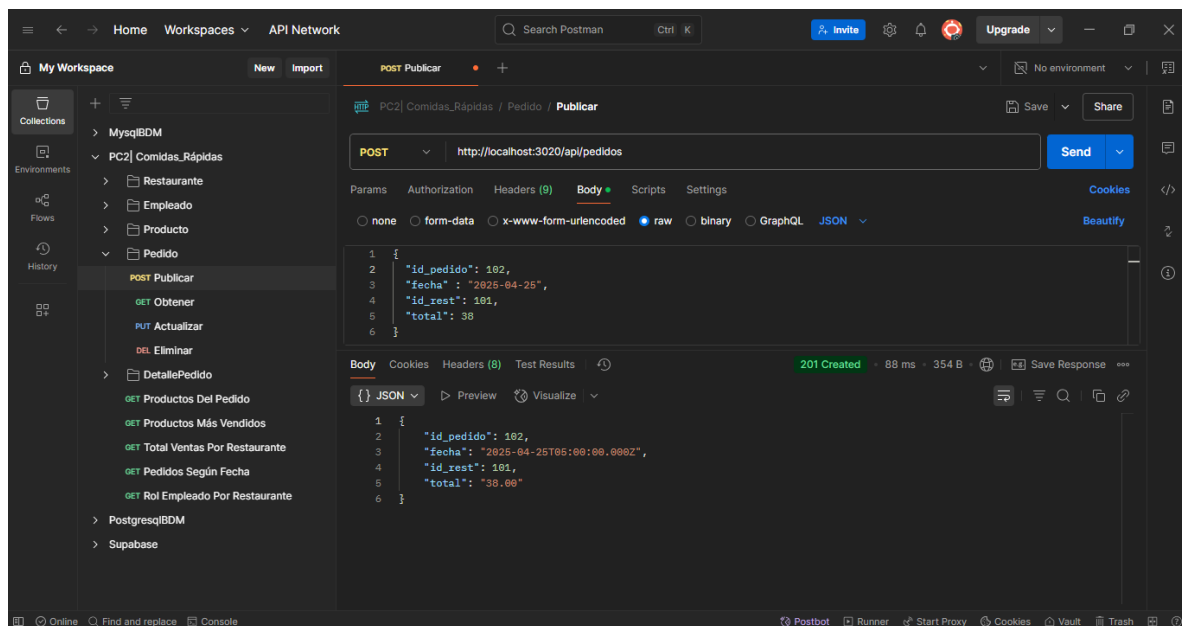 Home Workspaces API Network Search Postman Ctrl K Invite Upgrade
My Workspace New Import POST Publicar No environment
Collections
Environments
Flows
History
MysqlBDM
PC2| Comidas_Rápidas
Restaurante
Empleado
Producto
Pedido
POST Publicar
GET Obtener
PUT Actualizar
DEL Eliminar
DetallePedido
GET Productos Del Pedido
GET Productos Más Vendidos
GET Total Ventas Por Restaurante
GET Pedidos Según Fecha
GET Rol Empleado Por Restaurante
PostgresqlBDM
Supabase
HTTP PC2| Comidas_Rápidas / Pedido / Publicar Save Share
POST http://localhost:3020/api/pedidos Send
Params Authorization Headers (9) Body Scripts Settings Cookies
none form-data x-www-form-urlencoded raw binary GraphQL JSON Beautify
1 {
2 "id_pedido": 102,
3 "fecha" : "2025-04-25",
4 "id_rest": 101,
5 "total": 38
6 }
Body Cookies Headers (8) Test Results 201 Created 88 ms 354 B Save Response
{} JSON Preview Visualize
1 {
2 "id_pedido": 102,
3 "fecha": "2025-04-25T05:00:00.000Z",
4 "id_rest": 101,
5 "total": "38.00"
6 }
Online Find and replace Console Postbot Runner Start Proxy Cookies Vault Trash